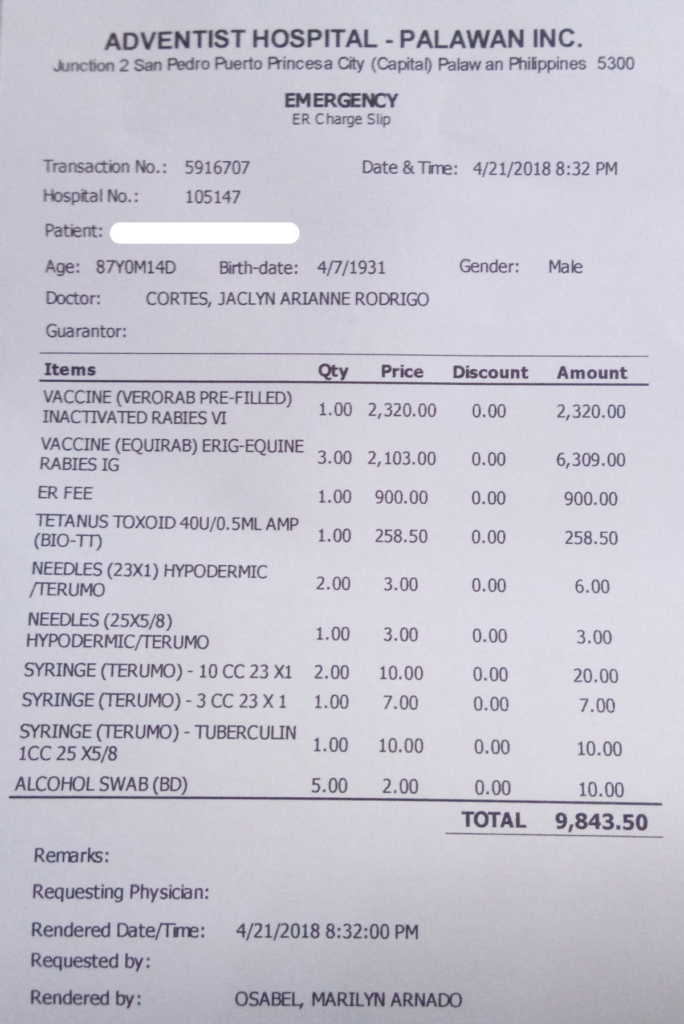 ADVENTIST HOSPITAL - PALAWAN INC.
Junction 2 San Pedro Puerto Princesa City (Capital) Palawan Philippines 5300
EMERGENCY
ER Charge Slip
Transaction No.: 5916707 Date & Time: 4/21/2018 8:32 PM
Hospital No.: 105147
Patient:
Age: 87Y0M14D Birth-date: 4/7/1931 Gender: Male
Doctor: CORTES, JACLYN ARIANNE RODRIGO
Guarantor:
Items Qty Price Discount Amount
VACCINE (VERORAB PRE-FILLED)
INACTIVATED RABIES VI 1.00 2,320.00 0.00 2,320.00
VACCINE (EQUIRAB) ERIG-EQUINE
RABIES IG 3.00 2,103.00 0.00 6,309.00
ER FEE 1.00 900.00 0.00 900.00
TETANUS TOXOID 40U/0.5ML AMP
(BIO-TT) 1.00 258.50 0.00 258.50
NEEDLES (23X1) HYPODERMIC
/TERUMO 2.00 3.00 0.00 6.00
NEEDLES (25X5/8)
HYPODERMIC/TERUMO 1.00 3.00 0.00 3.00
SYRINGE (TERUMO) - 10 CC 23 X1 2.00 10.00 0.00 20.00
SYRINGE (TERUMO) - 3 CC 23 X 1 1.00 7.00 0.00 7.00
SYRINGE (TERUMO) - TUBERCULIN
1CC 25 X5/8 1.00 10.00 0.00 10.00
ALCOHOL SWAB (BD) 5.00 2.00 0.00 10.00
TOTAL 9,843.50
Remarks:
Requesting Physician:
Rendered Date/Time: 4/21/2018 8:32:00 PM
Requested by:
Rendered by: OSABEL, MARILYN ARNADO